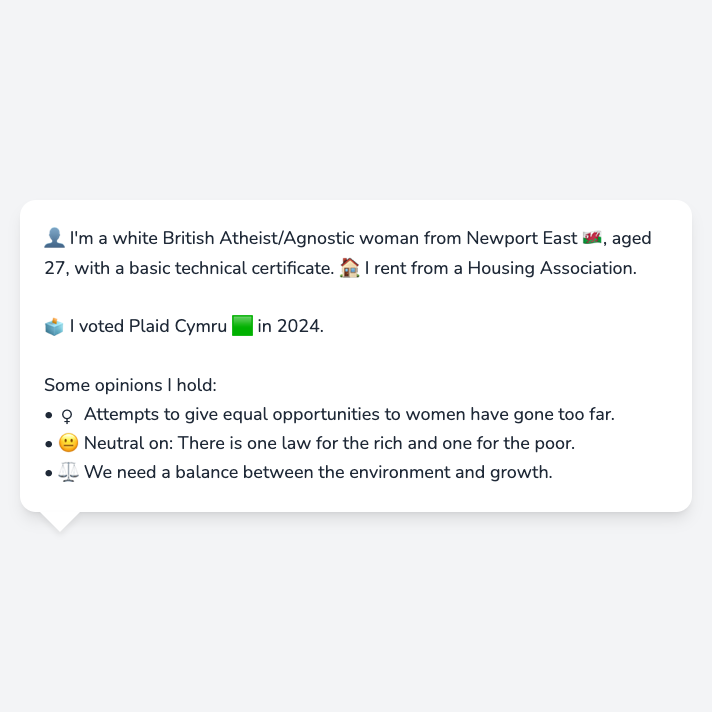 👤 I'm a white British Atheist/Agnostic woman from Newport East 🏴󠁧󠁢󠁷󠁬󠁳󠁿, aged
27, with a basic technical certificate. 🏠 I rent from a Housing Association.
🗳️ I voted Plaid Cymru 🟩 in 2024.
Some opinions I hold:
• ♀ Attempts to give equal opportunities to women have gone too far.
• 😐 Neutral on: There is one law for the rich and one for the poor.
• ⚖️ We need a balance between the environment and growth.